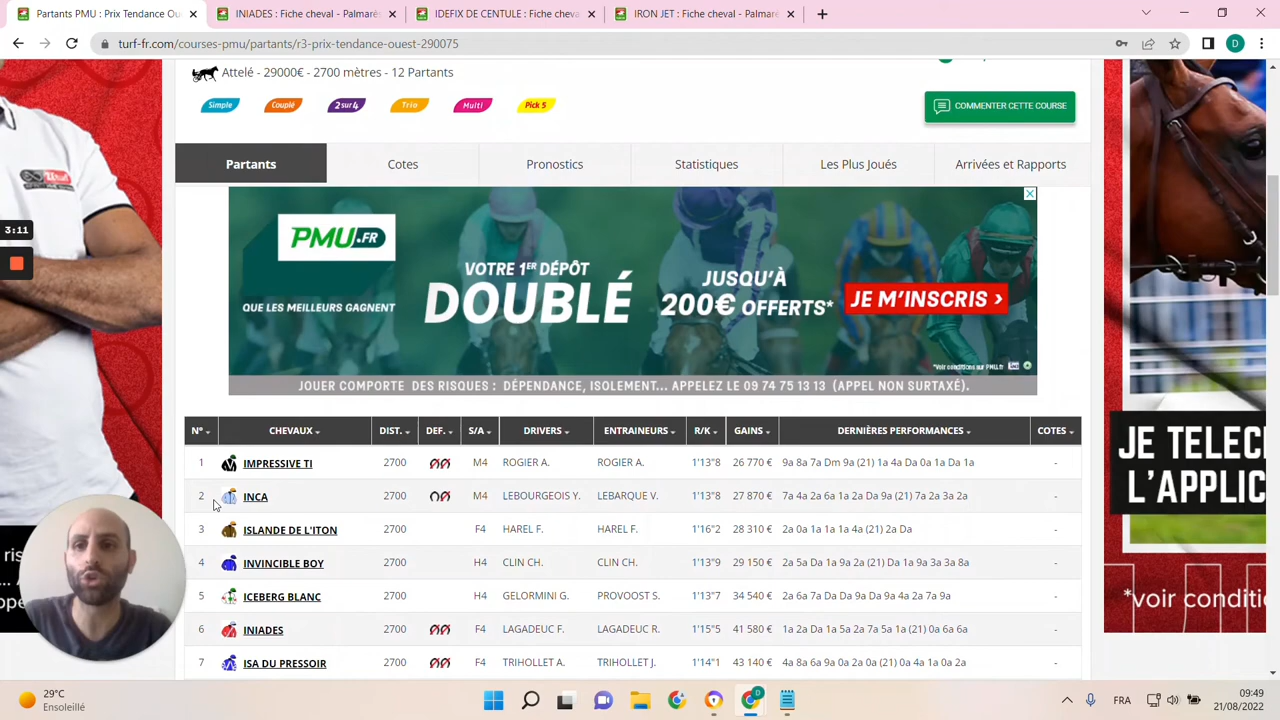 Partants PMU : Prix Tendance Ou
INIADES : Fiche cheval - Palmarè
IDEFIX DE CENTULE : Fiche cheva
IRON JET : Fiche cheval - Palmar
turf-fr.com/courses-pmu/partants/r3-prix-tendance-ouest-290075
D
Attelé - 29000€ - 2700 mètres - 12 Partants
Simple Couplé 2 sur 4 Trio Multi Pick 5
COMMENTER CETTE COURSE
Partants Cotes Pronostics Statistiques Les Plus Joués Arrivées et Rapports
PMU.FR
QUE LES MEILLEURS GAGNENT
VOTRE 1ER DÉPÔT
DOUBLÉ
JUSQU'À
200€ OFFERTS*
JE M'INSCRIS >
*Voir conditions sur PMU.fr
JOUER COMPORTE DES RISQUES : DÉPENDANCE, ISOLEMENT... APPELEZ LE 09 74 75 13 13 (APPEL NON SURTAXÉ).
3:11
N° CHEVAUX DIST. DEF. S/A DRIVERS ENTRAINEURS R/K GAINS DERNIÈRES PERFORMANCES COTES
1 IMPRESSIVE TI 2700 M4 ROGIER A. ROGIER A. 1'13"8 26 770 € 9a 8a 7a Dm 9a (21) 1a 4a Da 0a 1a Da 1a -
2 INCA 2700 M4 LEBOURGEOIS Y. LEBARQUE V. 1'13"8 27 870 € 7a 4a 2a 6a 1a 2a Da 9a (21) 7a 2a 3a 2a -
3 ISLANDE DE L'ITON 2700 F4 HAREL F. HAREL F. 1'16"2 28 310 € 2a 0a 1a 1a 1a 4a (21) 2a Da -
4 INVINCIBLE BOY 2700 H4 CLIN CH. CLIN CH. 1'13"9 29 150 € 2a 5a Da 1a 9a 2a (21) Da 1a 9a 3a 3a 8a -
5 ICEBERG BLANC 2700 H4 GELORMINI G. PROVOOST S. 1'13"7 34 540 € 2a 6a 7a Da Da 9a Da 9a 4a 2a 7a 9a -
6 INIADES 2700 F4 LAGADEUC F. LAGADEUC R. 1'15"5 41 580 € 1a 2a Da 1a 5a 2a 7a 5a 1a (21) 0a 6a 6a -
7 ISA DU PRESSOIR 2700 F4 TRIHOLLET A. TRIHOLLET J. 1'14"1 43 140 € 4a 8a 6a 9a 0a 2a 0a (21) 0a 4a 1a 0a 2a -
JE TELEC
L'APPLIC
*voir conditio
29°C
Ensoleillé
FRA
09:49
21/08/2022